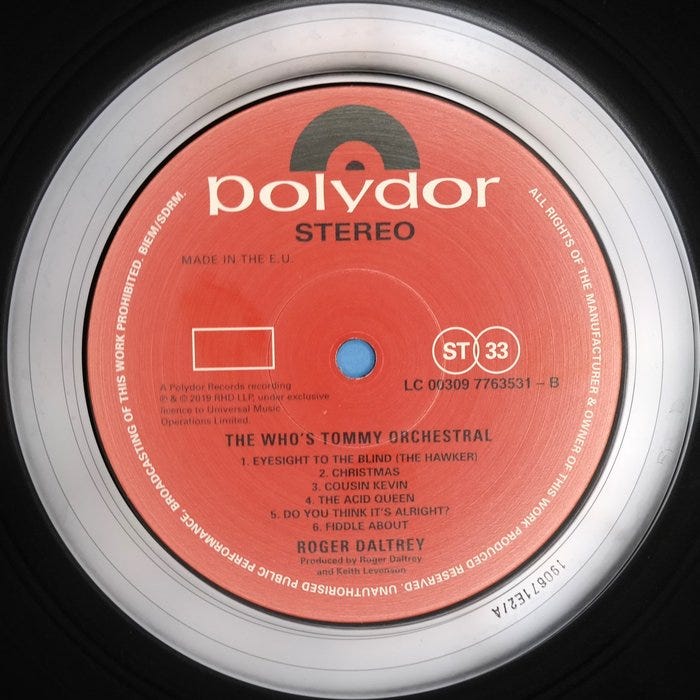 polydor
STEREO
MADE IN THE E.U.
ST 33
LC 00309 7763531 – B
A Polydor Records recording
℗ & © 2019 RHD LLP, under exclusive
licence to Universal Music
Operations Limited.
THE WHO'S TOMMY ORCHESTRAL
1. EYESIGHT TO THE BLIND (THE HAWKER)
2. CHRISTMAS
3. COUSIN KEVIN
4. THE ACID QUEEN
5. DO YOU THINK IT'S ALRIGHT?
6. FIDDLE ABOUT
ROGER DALTREY
Produced by Roger Daltrey
and Keith Levenson
ALL RIGHTS OF THE MANUFACTURER & OWNER OF THIS WORK PRODUCED RESERVED. UNAUTHORISED PUBLIC PERFORMANCE, BROADCASTING OF THIS WORK PROHIBITED. BIEM/SDRM.
190671E2/A